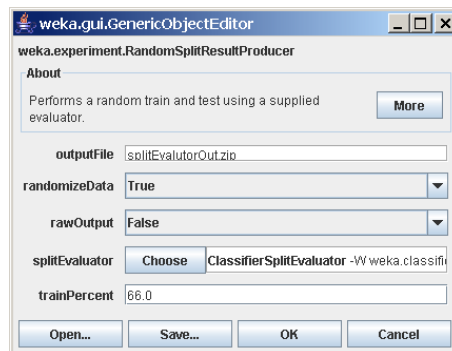 weka.gui.GenericObjectEditor
weka.experiment.RandomSplitResultProducer
About
Performs a random train and test using a supplied
evaluator.
More
outputFile splitEvalutorOut.zip
randomizeData True
rawOutput False
splitEvaluator Choose ClassifierSplitEvaluator -W weka.classifi
trainPercent 66.0
Open... Save... OK Cancel